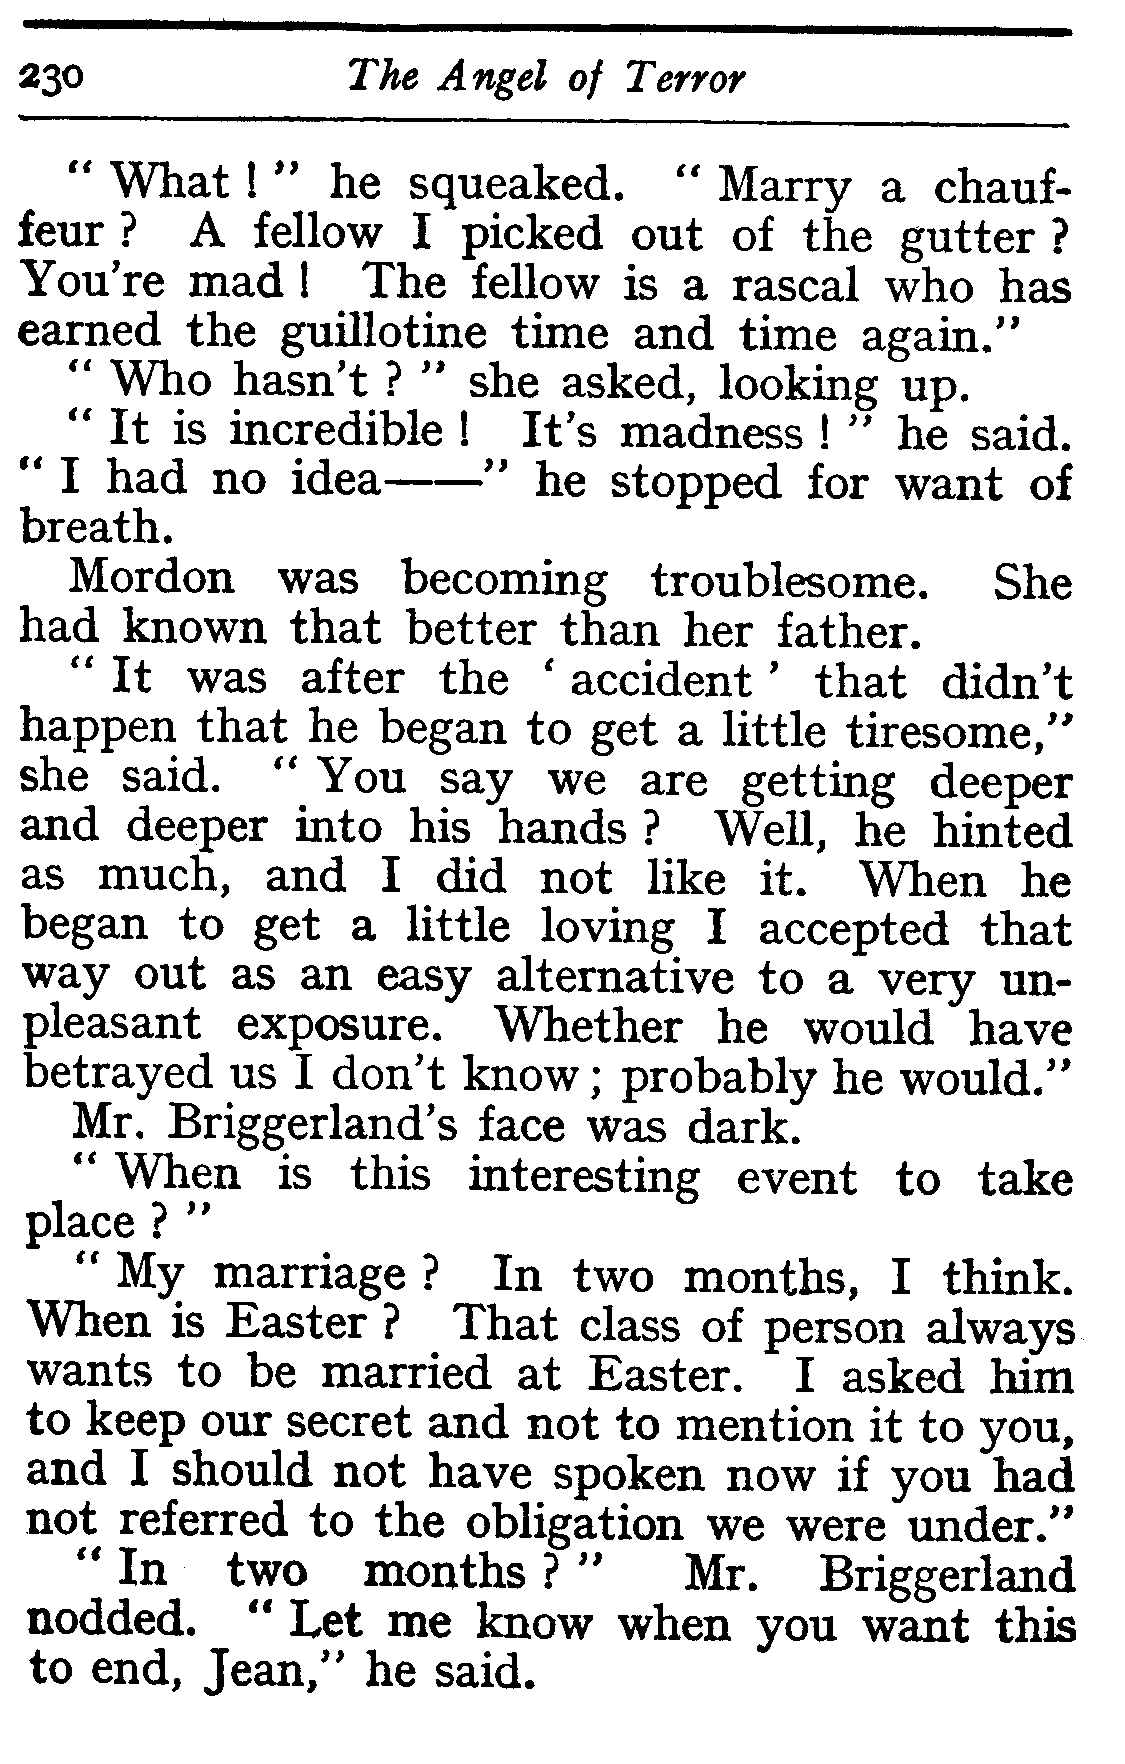 230 The Angel of Terror
“ What ! ” he squeaked. “ Marry a chauf-
feur ? A fellow I picked out of the gutter ?
You're mad ! The fellow is a rascal who has
earned the guillotine time and time again.”
“ Who hasn't ? ” she asked, looking up.
“ It is incredible ! It's madness ! ” he said.
“ I had no idea——” he stopped for want of
breath.
Mordon was becoming troublesome. She
had known that better than her father.
“ It was after the ‘ accident ’ that didn't
happen that he began to get a little tiresome,”
she said. “ You say we are getting deeper
and deeper into his hands ? Well, he hinted
as much, and I did not like it. When he
began to get a little loving I accepted that
way out as an easy alternative to a very un-
pleasant exposure. Whether he would have
betrayed us I don't know ; probably he would.”
Mr. Briggerland's face was dark.
“ When is this interesting event to take
place ? ”
“ My marriage ? In two months, I think.
When is Easter ? That class of person always
wants to be married at Easter. I asked him
to keep our secret and not to mention it to you,
and I should not have spoken now if you had
not referred to the obligation we were under.”
“ In two months ? ” Mr. Briggerland
nodded. “ Let me know when you want this
to end, Jean,” he said.